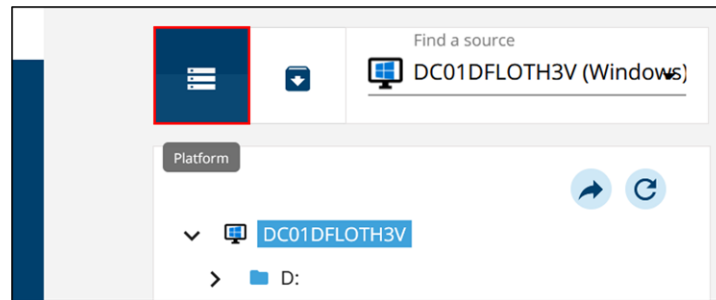 Find a source
DC01DFLOTH3V (Windows)
Platform
DC01DFLOTH3V
D: